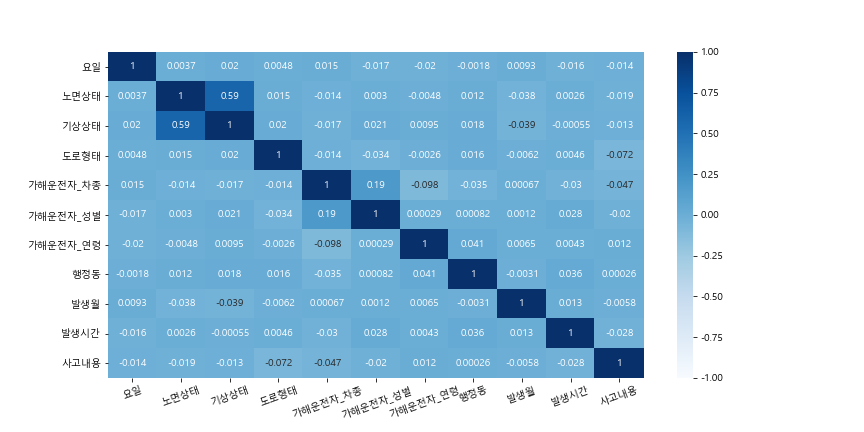 1.00
요일 1 0.0037 0.02 0.0048 0.015 -0.017 -0.02 -0.0018 0.0093 -0.016 -0.014
노면상태 0.0037 1 0.59 0.015 -0.014 0.003 -0.0048 0.012 -0.038 0.0026 -0.019
0.75
기상상태 0.02 0.59 1 0.02 -0.017 0.021 0.0095 0.018 -0.039 -0.00055 -0.013
0.50
도로형태 0.0048 0.015 0.02 1 -0.014 -0.034 -0.0026 0.016 -0.0062 0.0046 -0.072
0.25
가해운전자_차종 0.015 -0.014 -0.017 -0.014 1 0.19 -0.098 -0.035 0.00067 -0.03 -0.047
가해운전자_성별 -0.017 0.003 0.021 -0.034 0.19 1 0.00029 0.00082 0.0012 0.028 -0.02
0.00
가해운전자_연령 -0.02 -0.0048 0.0095 -0.0026 -0.098 0.00029 1 0.041 0.0065 0.0043 0.012
-0.25
행정동 -0.0018 0.012 0.018 0.016 -0.035 0.00082 0.041 1 -0.0031 0.036 0.00026
-0.50
발생월 0.0093 -0.038 -0.039 -0.0062 0.00067 0.0012 0.0065 -0.0031 1 0.013 -0.0058
발생시간 -0.016 0.0026 -0.00055 0.0046 -0.03 0.028 0.0043 0.036 0.013 1 -0.028
-0.75
사고내용 -0.014 -0.019 -0.013 -0.072 -0.047 -0.02 0.012 0.00026 -0.0058 -0.028 1
-1.00
요일 노면상태 기상상태 도로형태 가해운전자_차종 가해운전자_성별 가해운전자_연령 행정동 발생월 발생시간 사고내용